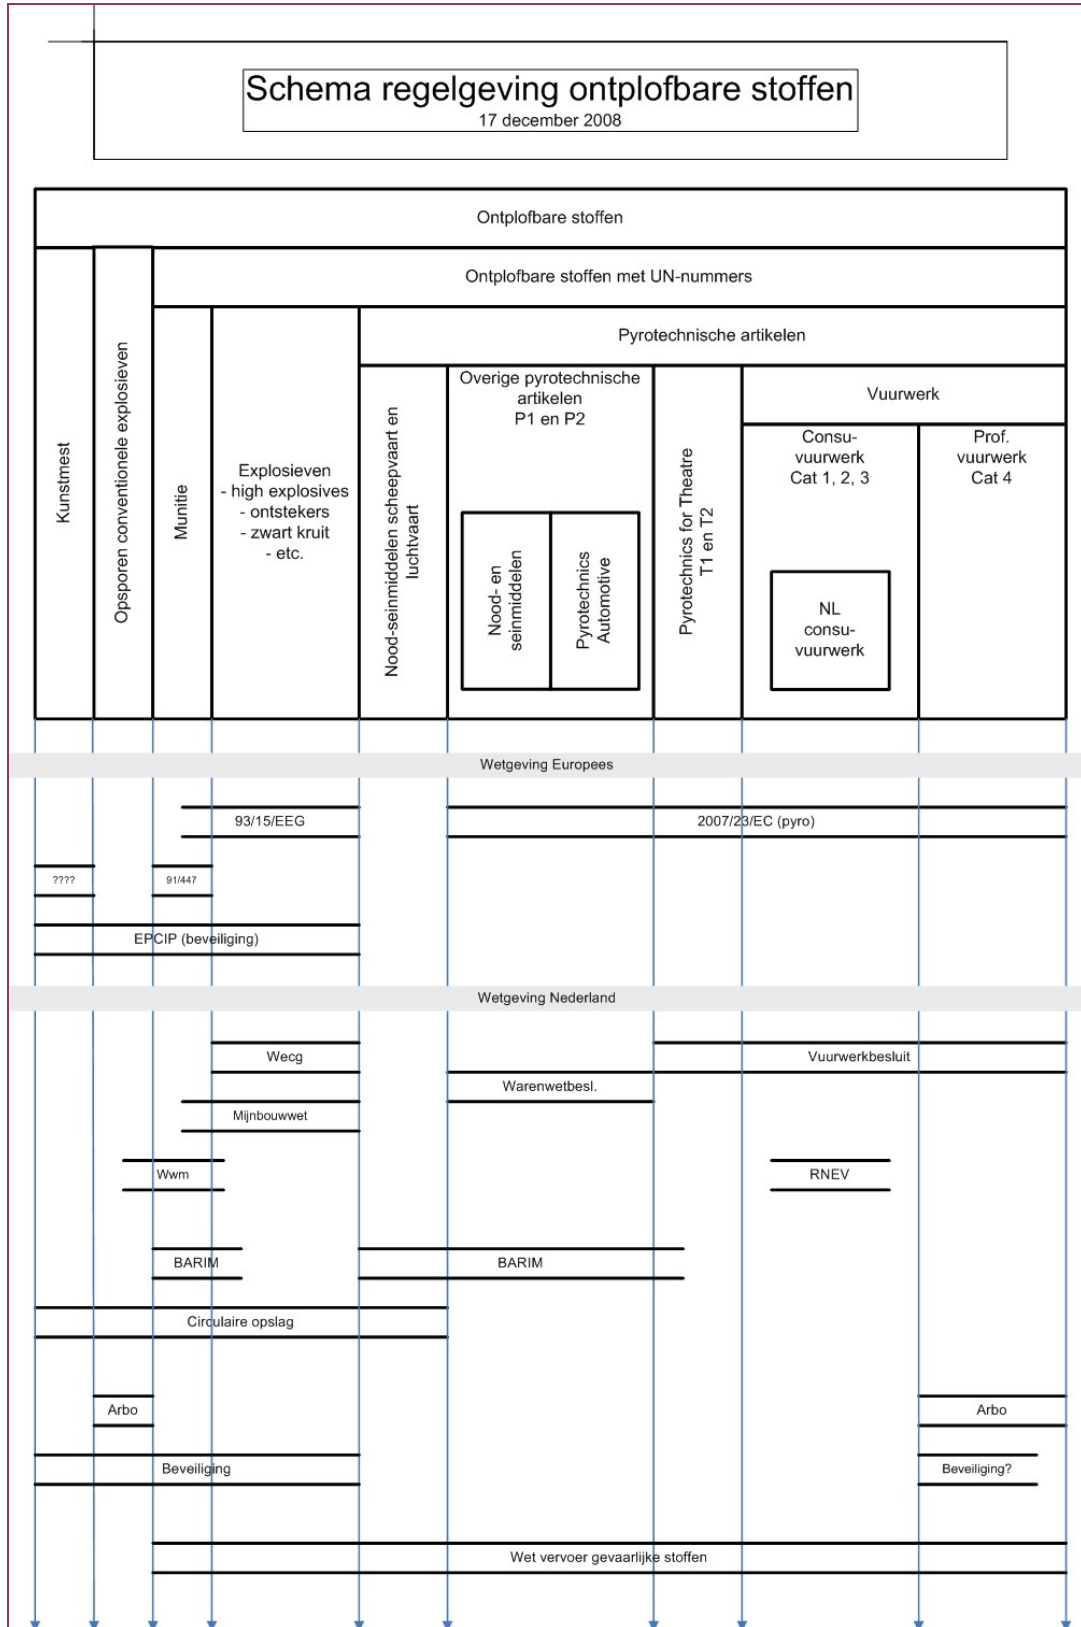 Schema regelgeving ontplofbare stoffen
17 december 2008
Ontplofbare stoffen
Ontplofbare stoffen met UN-nummers
Pyrotechnische artikelen
Kunstmest
Opsporen conventionele explosieven
Munitie
Explosieven
- high explosives
- ontstekers
- zwart kruit
- etc.
Nood-seinmiddelen scheepvaart en
luchtvaart
Overige pyrotechnische
artikelen
P1 en P2
Nood- en
seinmiddelen
Pyrotechnics
Automotive
Pyrotechnics for Theatre
T1 en T2
Vuurwerk
Consu-
vuurwerk
Cat 1, 2, 3
NL
consu-
vuurwerk
Prof.
vuurwerk
Cat 4
Wetgeving Europees
93/15/EEG
2007/23/EC (pyro)
????
91/447
EPCIP (beveiliging)
Wetgeving Nederland
Wecg
Vuurwerkbesluit
Warenwetbesl.
Mijnbouwwet
Wwm
RNEV
BARIM
BARIM
Circulaire opslag
Arbo
Arbo
Beveiliging
Beveiliging?
Wet vervoer gevaarlijke stoffen